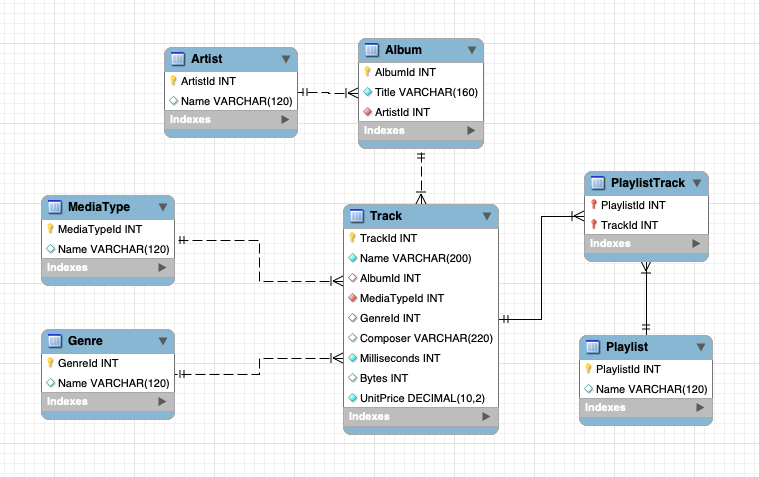 Artist
ArtistId INT
Name VARCHAR(120)
Indexes
Album
AlbumId INT
Title VARCHAR(160)
ArtistId INT
Indexes
MediaType
MediaTypeId INT
Name VARCHAR(120)
Indexes
Genre
GenreId INT
Name VARCHAR(120)
Indexes
Track
TrackId INT
Name VARCHAR(200)
AlbumId INT
MediaTypeId INT
GenreId INT
Composer VARCHAR(220)
Milliseconds INT
Bytes INT
UnitPrice DECIMAL(10,2)
Indexes
PlaylistTrack
PlaylistId INT
TrackId INT
Indexes
Playlist
PlaylistId INT
Name VARCHAR(120)
Indexes